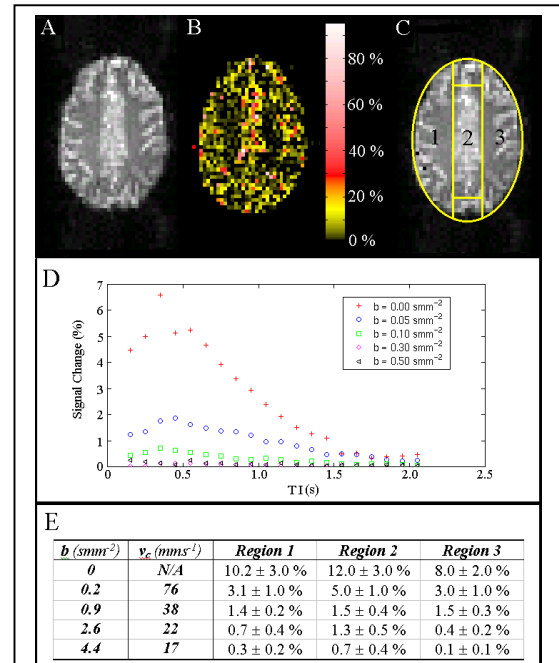 A
B
C
80 %
60 %
40 %
20 %
0 %
1
2
3
D
7
6
5
4
3
2
1
0
Signal Change (%)
b = 0.00 smm⁻²
b = 0.05 smm⁻²
b = 0.10 smm⁻²
b = 0.30 smm⁻²
b = 0.50 smm⁻²
0 0.5 1.0 1.5 2.0 2.5
TI (s)
E
b (smm⁻²) v_c (mms⁻¹) Region 1 Region 2 Region 3
0 N/A 10.2 ± 3.0 % 12.0 ± 3.0 % 8.0 ± 2.0 %
0.2 76 3.1 ± 1.0 % 5.0 ± 1.0 % 3.0 ± 1.0 %
0.9 38 1.4 ± 0.2 % 1.5 ± 0.4 % 1.5 ± 0.3 %
2.6 22 0.7 ± 0.4 % 1.3 ± 0.5 % 0.4 ± 0.2 %
4.4 17 0.3 ± 0.2 % 0.7 ± 0.4 % 0.1 ± 0.1 %